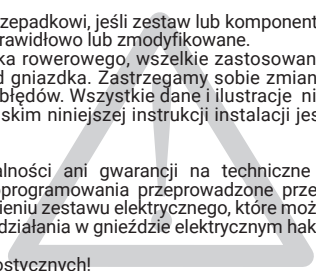 zepadkowi, jeśli zestaw lub komponent
rawidłowo lub zmodyfikowane.
ka rowerowego, wszelkie zastosowan
d gniazdka. Zastrzegamy sobie zmian
błędów. Wszystkie dane i ilustracje ni
skim niniejszej instrukcji instalacji jes
alności ani gwarancji na techniczne
oprogramowania przeprowadzone prze
ieniu zestawu elektrycznego, które moż
działania w gnieździe elektrycznym hak
ostycznych!